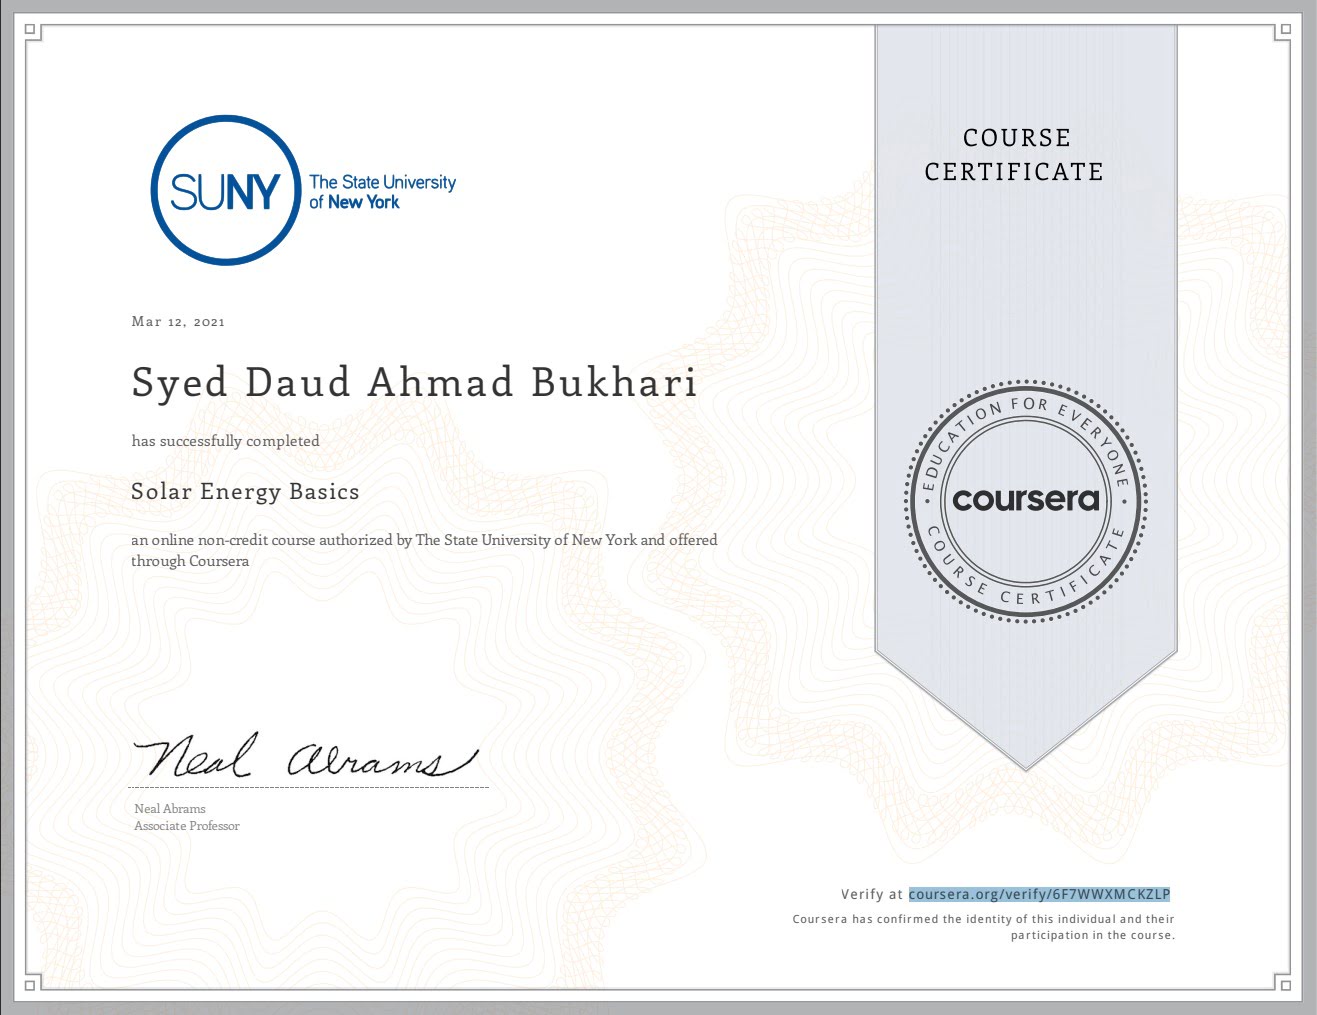 COURSE
CERTIFICATE
SUNY
The State University
of New York
Mar 12, 2021
Syed Daud Ahmad Bukhari
has successfully completed
Solar Energy Basics
an online non-credit course authorized by The State University of New York and offered
through Coursera
EDUCATION FOR EVERYONE
coursera
COURSE CERTIFICATE
Neal Abrams
Neal Abrams
Associate Professor
Verify at coursera.org/verify/6F7WWXMCKZLP
Coursera has confirmed the identity of this individual and their
participation in the course.